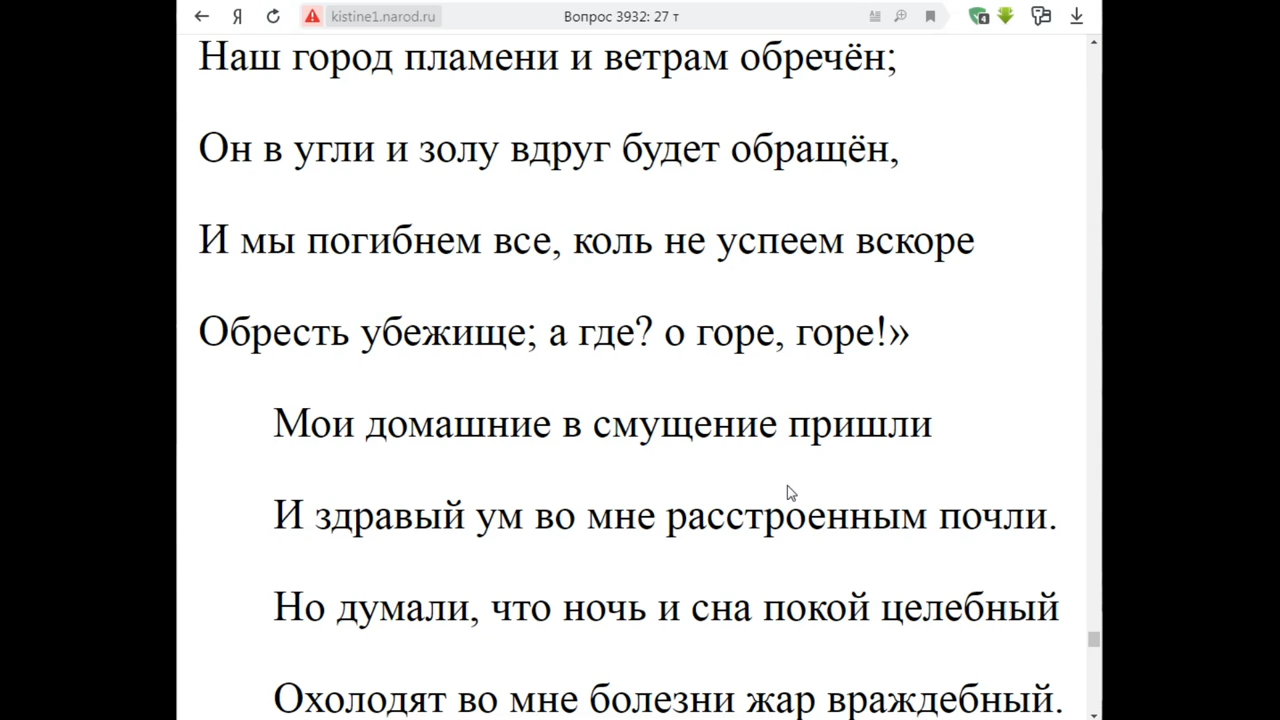 Я
kistine1.narod.ru
Вопрос 3932: 27 т
4
Наш город пламени и ветрам обречён;
Он в угли и золу вдруг будет обращён,
И мы погибнем все, коль не успеем вскоре
Обресть убежище; а где? о горе, горе!»
Мои домашние в смущение пришли
И здравый ум во мне расстроенным почли.
Но думали, что ночь и сна покой целебный
Охолодят во мне болезни жар враждебный.